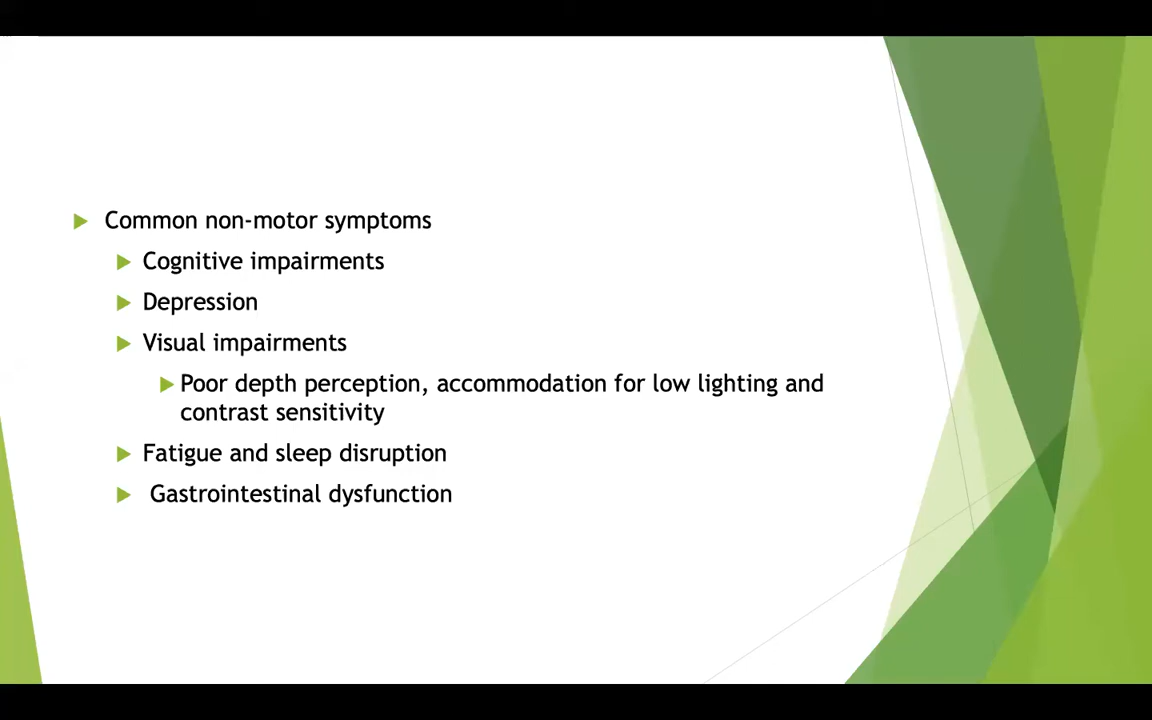 Common non-motor symptoms
Cognitive impairments
Depression
Visual impairments
Poor depth perception, accommodation for low lighting and
contrast sensitivity
Fatigue and sleep disruption
Gastrointestinal dysfunction